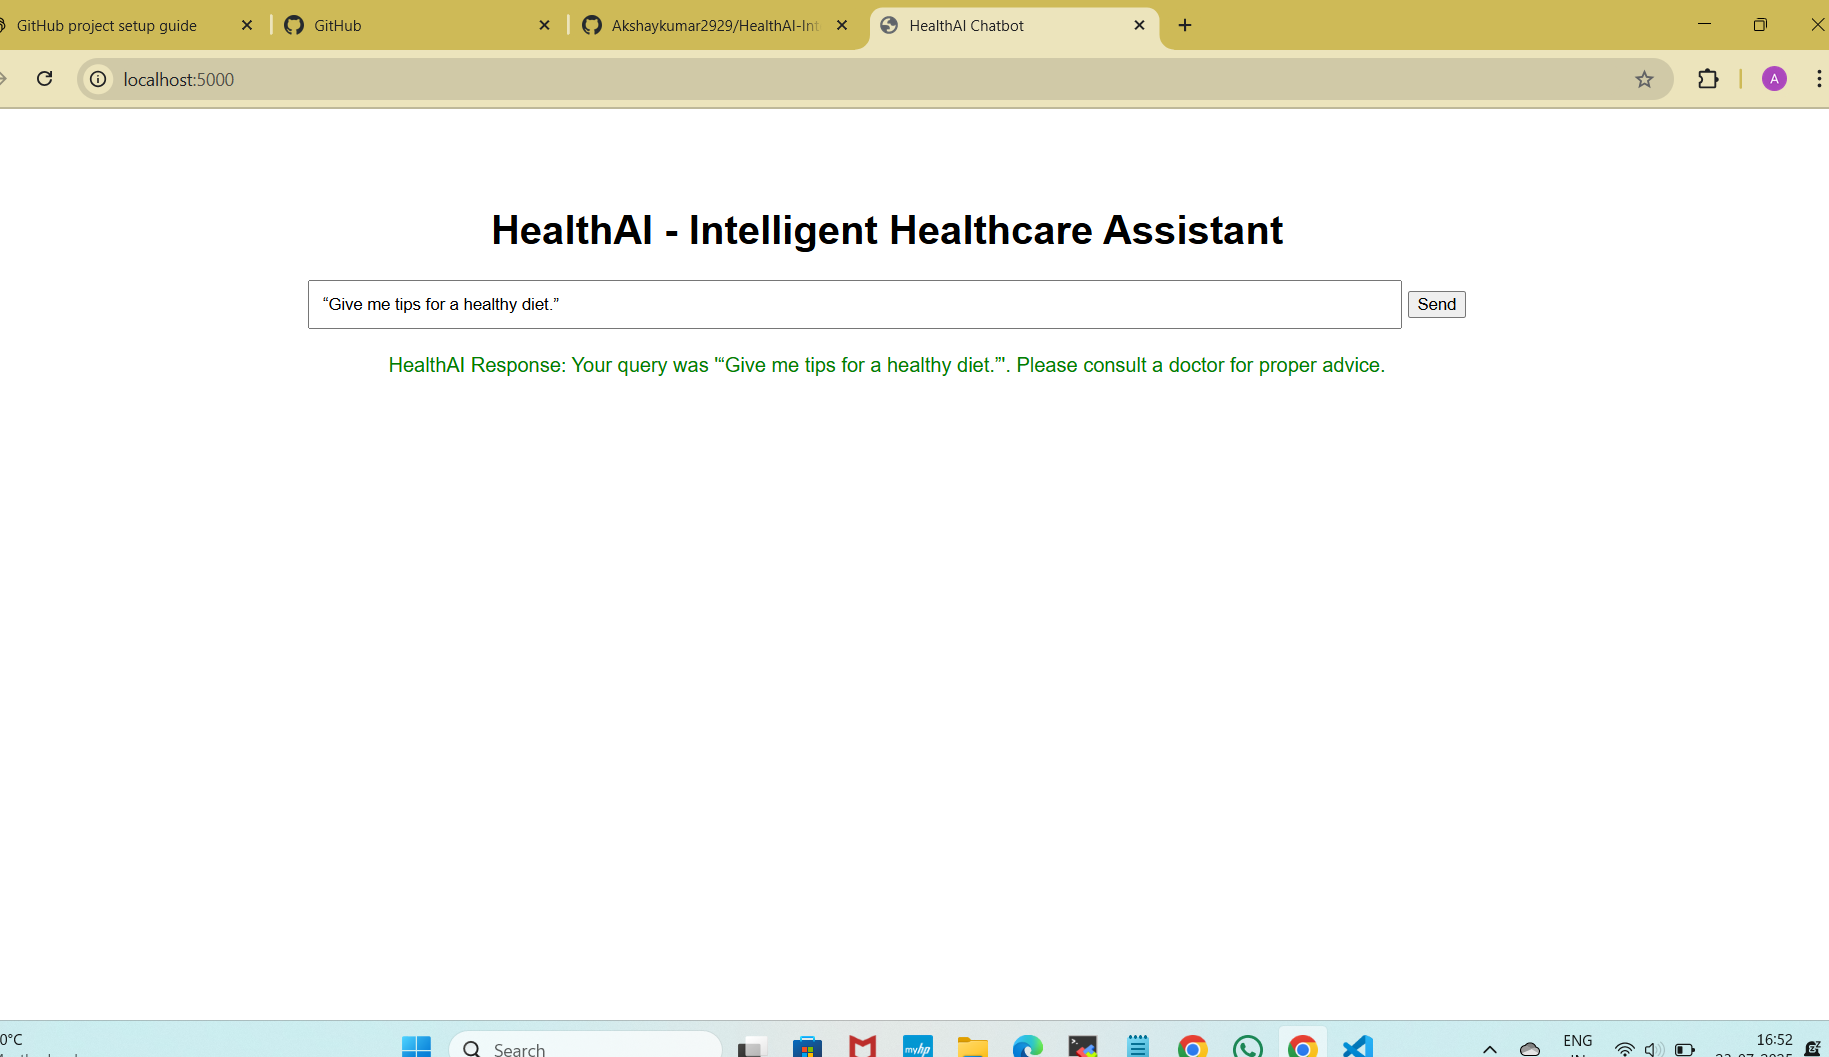 GitHub project setup guide
GitHub
Akshaykumar2929/HealthAI-Int
HealthAI Chatbot
localhost:5000
A
HealthAI - Intelligent Healthcare Assistant
“Give me tips for a healthy diet.”
Send
HealthAI Response: Your query was '“Give me tips for a healthy diet.”'. Please consult a doctor for proper advice.
0°C
Search
myhp
ENG
16:52